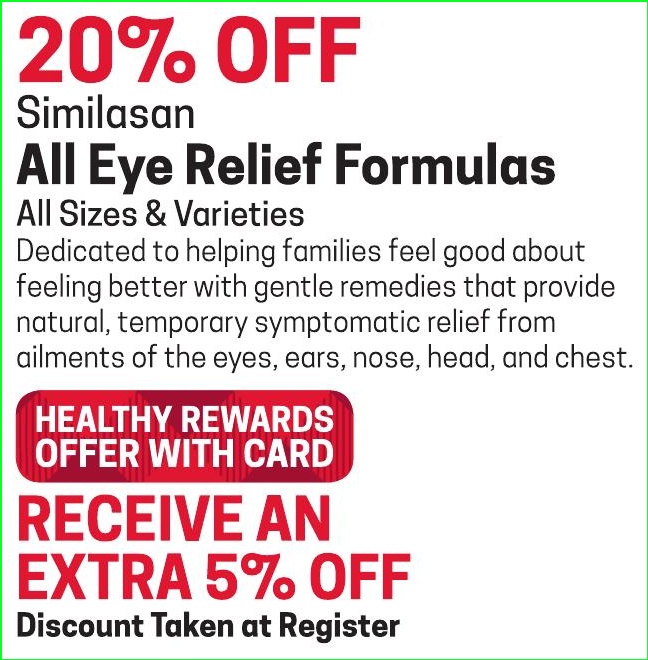 20% OFF
Similasan
All Eye Relief Formulas
All Sizes & Varieties
Dedicated to helping families feel good about
feeling better with gentle remedies that provide
natural, temporary symptomatic relief from
ailments of the eyes, ears, nose, head, and chest.
HEALTHY REWARDS
OFFER WITH CARD
RECEIVE AN
EXTRA 5% OFF
Discount Taken at Register